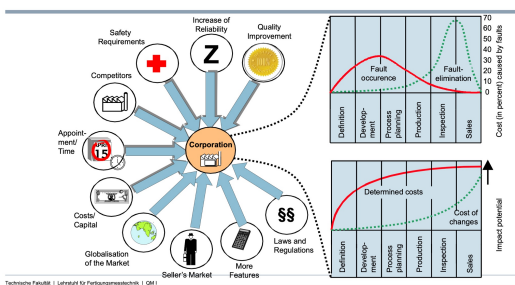 Increase of
Reliability
Quality
Improvement
Safety
Requirements
Z
Competitors
Corporation
Appoint-
ment/
Time
APRIL
15
Costs/
Capital
Globalisation
of the Market
Seller's Market
More
Features
§§
Laws and
Regulations
Fault
occurence
Fault-
elimination
70
60
50
40
30
20
10
0
Cost (in percent) caused by faults
Definition
Develop-
ment
Process
planning
Production
Inspection
Sales
Determined costs
Cost of
changes
Impact potential
Definition
Develop-
ment
Process
planning
Production
Inspection
Sales
Technische Fakultät | Lehrstuhl für Fertigungsmesstechnik | QM I